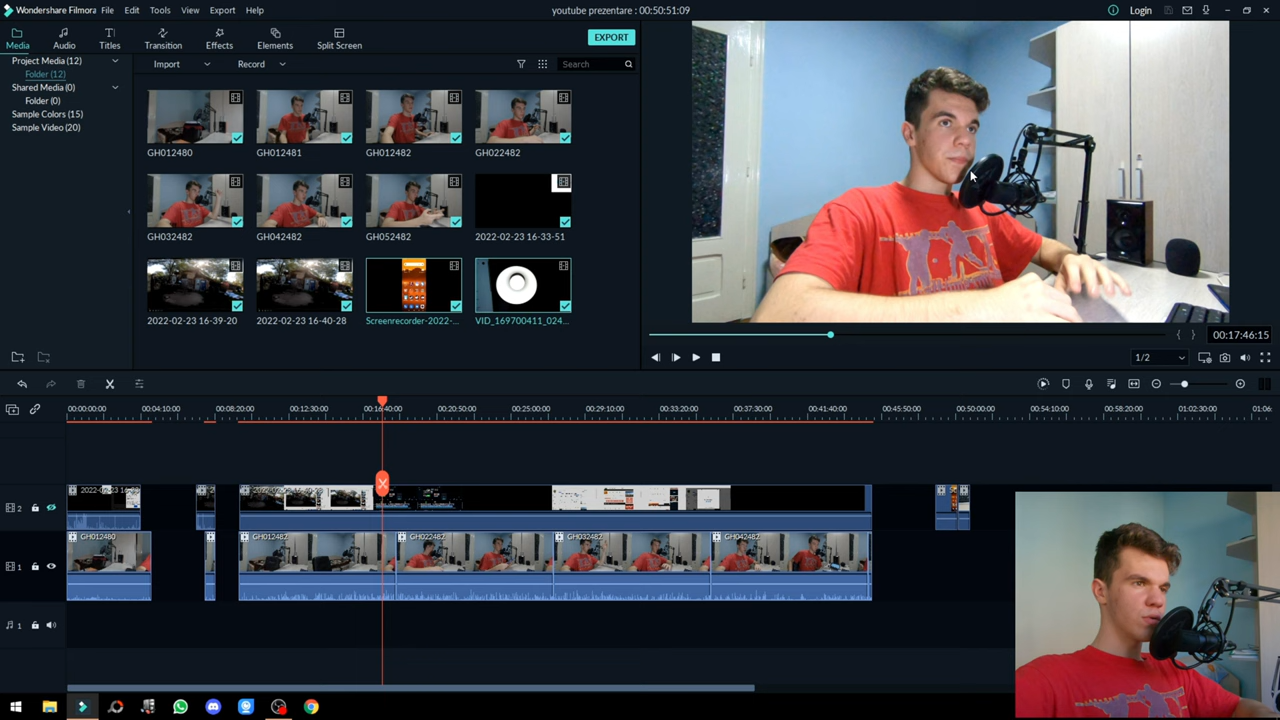 Wondershare Filmora File Edit Tools View Export Help youtube prezentare : 00:50:51:09 Login
Media Audio Titles Transition Effects Elements Split Screen EXPORT
Project Media (12) Import Record Search
Folder (12)
Shared Media (0)
Folder (0)
Sample Colors (15)
Sample Video (20)
GH012480 GH012481 GH012482 GH022482
GH032482 GH042482 GH052482 2022-02-23 16-33-51
2022-02-23 16-39-20 2022-02-23 16-40-28 Screenrecorder-2022-... VID_169700411_024...
00:17:46:15
1/2
00:00:00:00 00:04:10:00 00:08:20:00 00:12:30:00 00:16:40:00 00:20:50:00 00:25:00:00 00:29:10:00 00:33:20:00 00:37:30:00 00:41:40:00 00:45:50:00 00:50:00:00 00:54:10:00 00:58:20:00 01:02:30:00 01:06:
2
GH012480 GH012482 GH022482 GH032482 GH042482
1
1